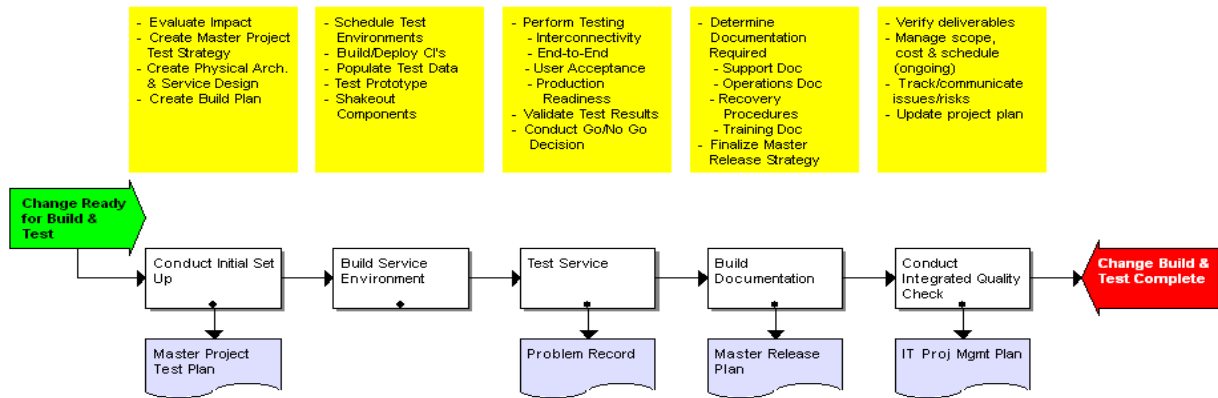 - Evaluate Impact
- Create Master Project
Test Strategy
- Create Physical Arch.
& Service Design
- Create Build Plan
- Schedule Test
Environments
- Build/Deploy CI's
- Populate Test Data
- Test Prototype
- Shakeout
Components
- Perform Testing
- Interconnectivity
- End-to-End
- User Acceptance
- Production
Readiness
- Validate Test Results
- Conduct Go/No Go
Decision
- Determine
Documentation
Required
- Support Doc
- Operations Doc
- Recovery
Procedures
- Training Doc
- Finalize Master
Release Strategy
- Verify deliverables
- Manage scope,
cost & schedule
(ongoing)
- Track/communicate
issues/risks
- Update project plan
Change Ready
for Build &
Test
Conduct Initial Set
Up
Build Service
Environment
Test Service
Build
Documentation
Conduct
Integrated Quality
Check
Change Build &
Test Complete
Master Project
Test Plan
Problem Record
Master Release
Plan
IT Proj Mgmt Plan